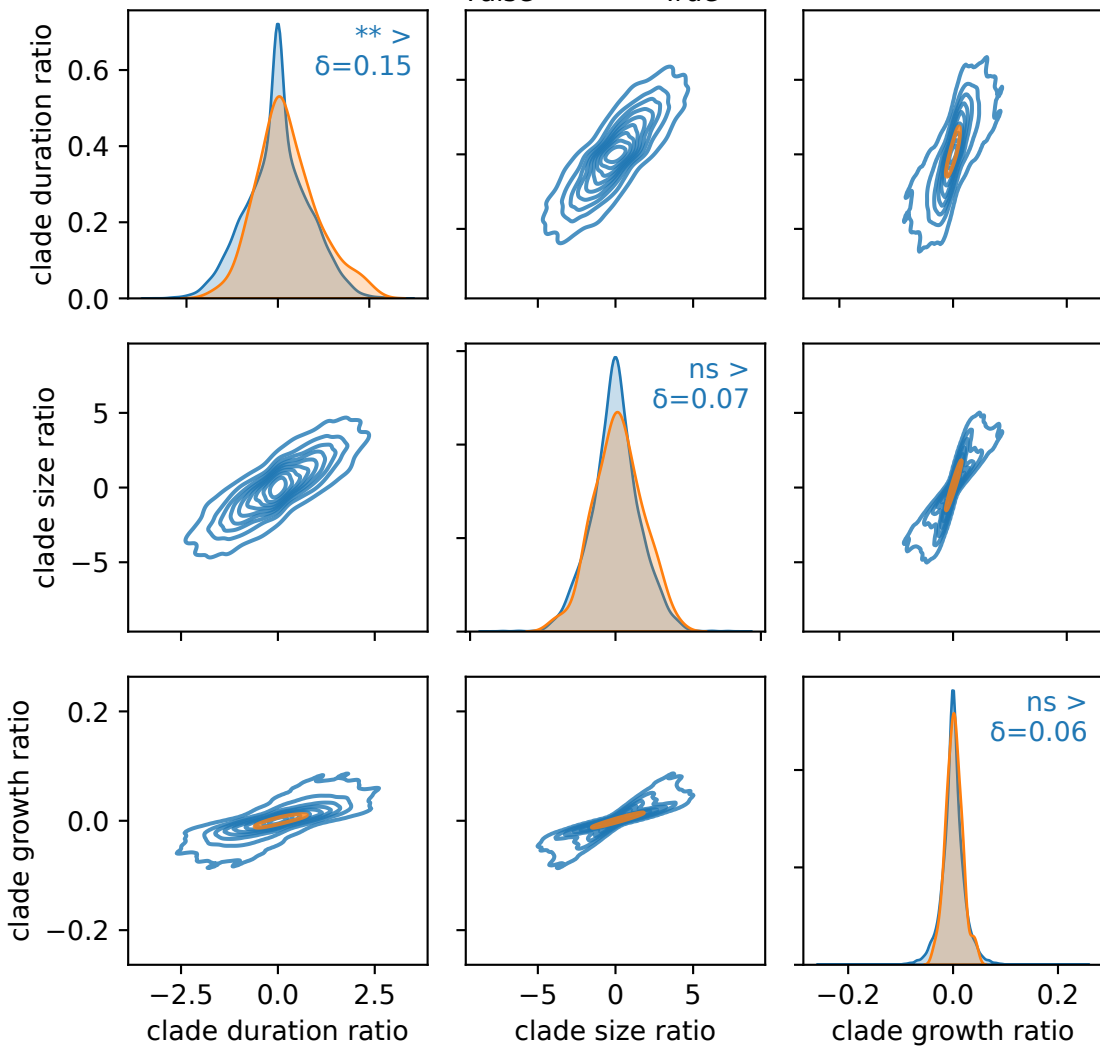 clade duration ratio
0.6
0.4
0.2
0.0
** >
δ=0.15
clade size ratio
5
0
−5
ns >
δ=0.07
clade growth ratio
0.2
0.0
−0.2
ns >
δ=0.06
−2.5 0.0 2.5
−5 0 5
−0.2 0.0 0.2
clade duration ratio
clade size ratio
clade growth ratio